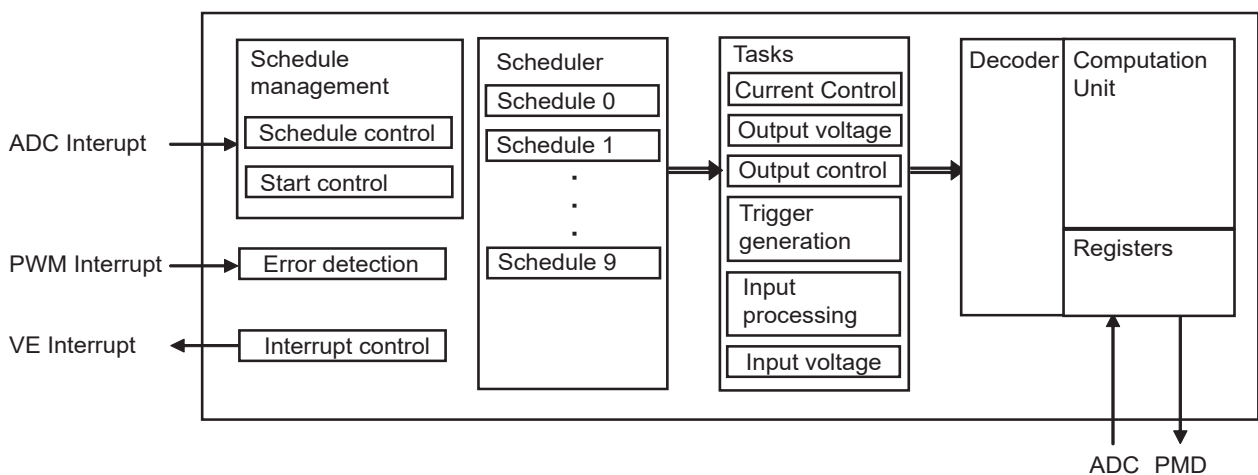 Schedule
management
Schedule control
Start control
ADC Interupt
PWM Interrupt
Error detection
VE Interrupt
Interrupt control
Scheduler
Schedule 0
Schedule 1
.
.
.
Schedule 9
Tasks
Current Control
Output voltage
Output control
Trigger
generation
Input
processing
Input voltage
Decoder
Computation
Unit
Registers
ADC
PMD